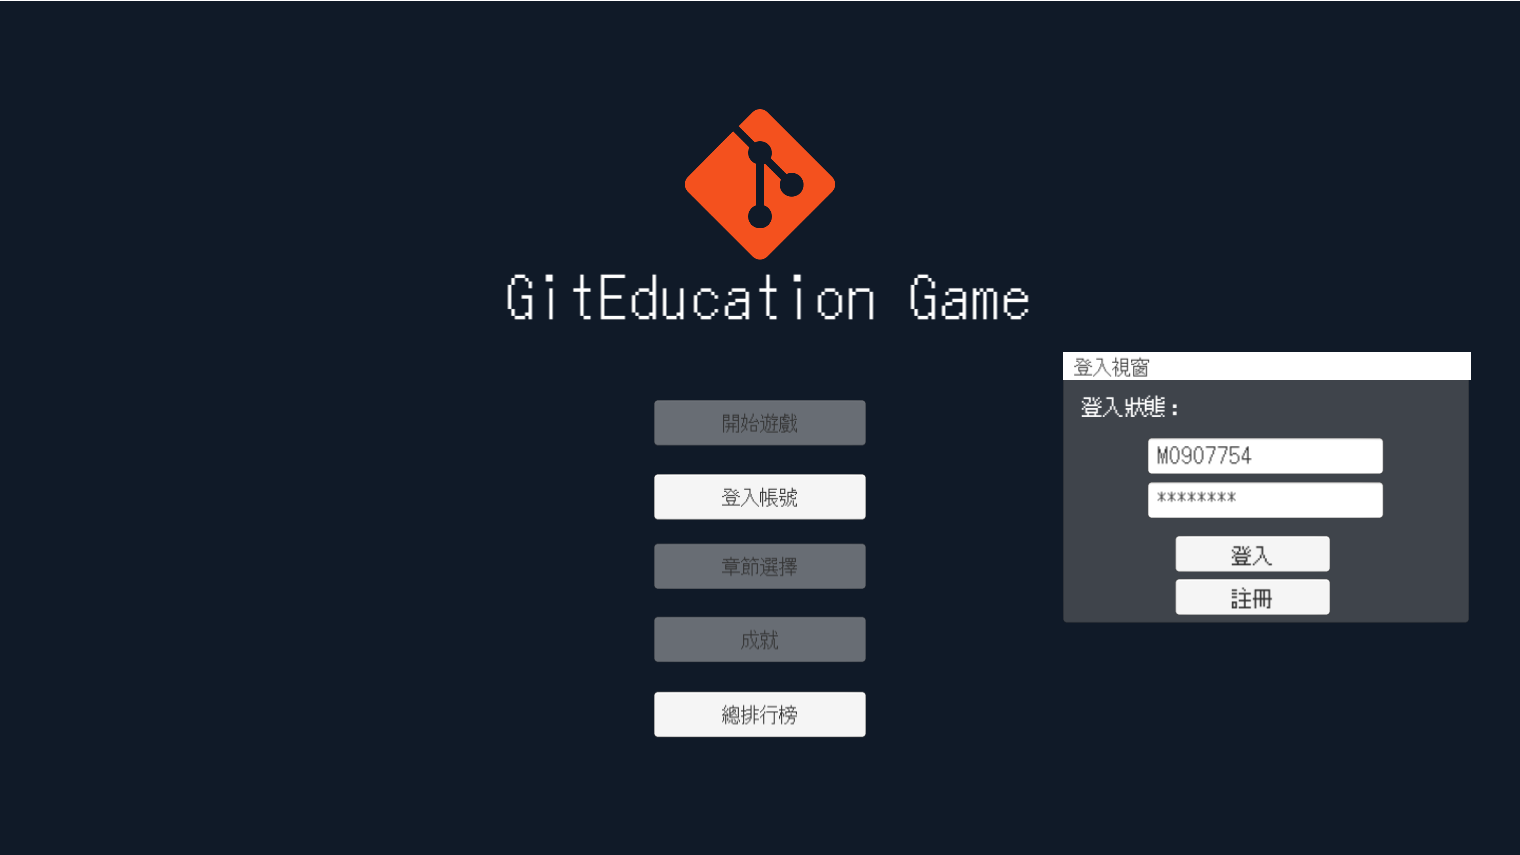 GitEducation Game
開始遊戲
登入帳號
章節選擇
成就
總排行榜
登入視窗
登入狀態：
M0907754
********
登入
註冊